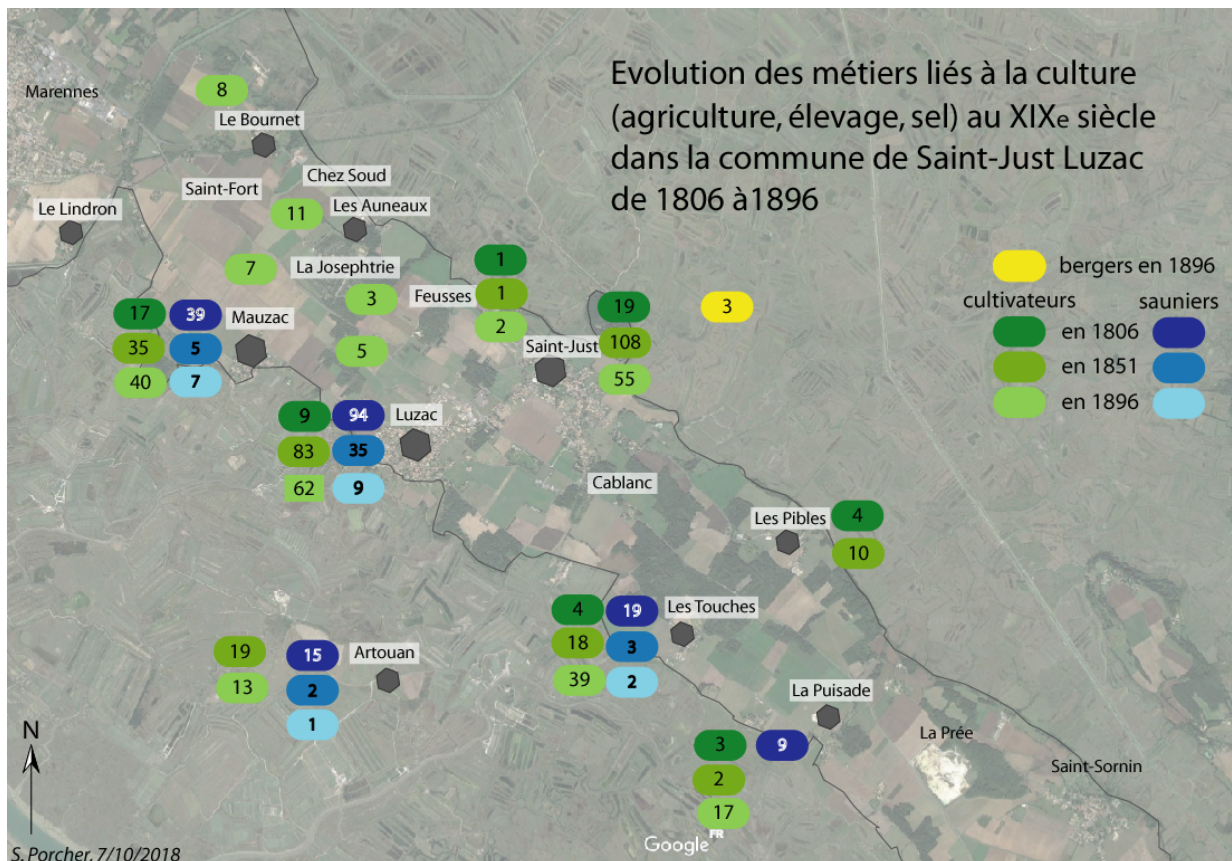 Evolution des métiers liés à la culture
(agriculture, élevage, sel) au XIXe siècle
dans la commune de Saint-Just Luzac
de 1806 à1896
Marennes
8
Le Bournet
Chez Soud
Saint-Fort
Le Lindron
11
Les Auneaux
7
La Josephtrie
3
5
Feusses
1
1
2
19
108
55
Saint-Just
3
bergers en 1896
cultivateurs
sauniers
en 1806
en 1851
en 1896
17
39
Mauzac
35
5
40
7
9
94
Luzac
83
35
62
9
Cablanc
Les Pibles
4
10
4
19
Les Touches
18
3
39
2
19
15
Artouan
13
2
1
La Puisade
3
9
2
17
La Prée
Saint-Sornin
N
FR
Google
S. Porcher, 7/10/2018